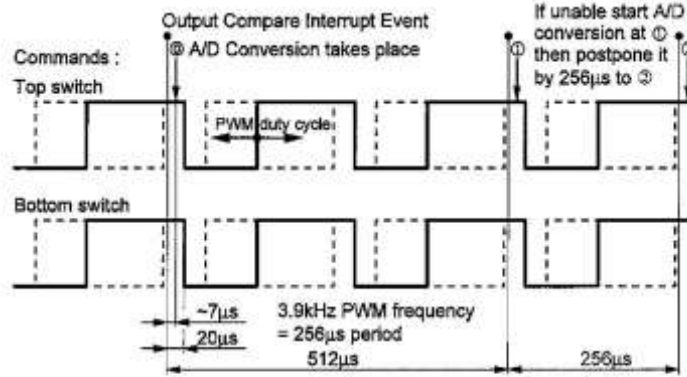 Output Compare Interrupt Event
⓪ A/D Conversion takes place
If unable start A/D
conversion at ①
then postpone it
by 256µs to ②
①
Commands :
Top switch
PWM duty cycle
Bottom switch
~7µs
20µs
3.9kHz PWM frequency
= 256µs period
512µs
256µs